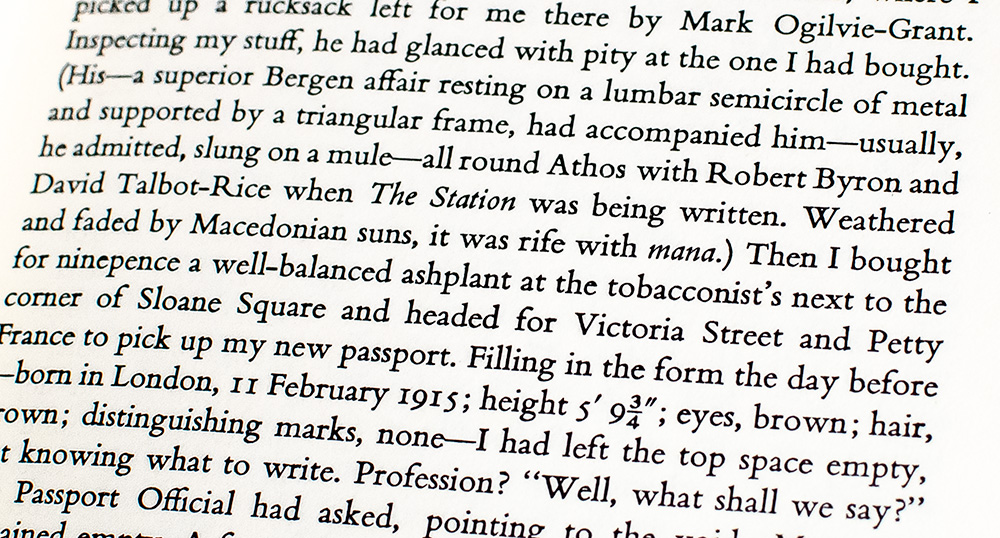 picked up a rucksack left for me there by Mark Ogilvie-Grant.
Inspecting my stuff, he had glanced with pity at the one I had bought.
(His—a superior Bergen affair resting on a lumbar semicircle of metal
and supported by a triangular frame, had accompanied him—usually,
he admitted, slung on a mule—all round Athos with Robert Byron and
David Talbot-Rice when The Station was being written. Weathered
and faded by Macedonian suns, it was rife with mana.) Then I bought
for ninepence a well-balanced ashplant at the tobacconist's next to the
corner of Sloane Square and headed for Victoria Street and Petty
France to pick up my new passport. Filling in the form the day before
—born in London, 11 February 1915; height 5′ 9¾″; eyes, brown; hair,
own; distinguishing marks, none—I had left the top space empty,
t knowing what to write. Profession? “Well, what shall we say?”
Passport Official had asked, pointing to the